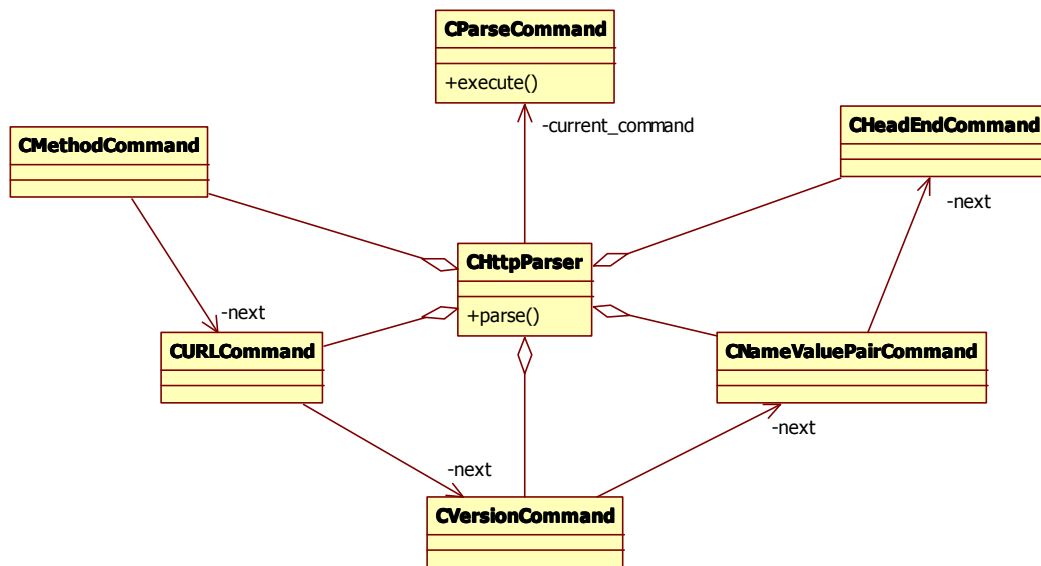 CParseCommand
+execute()
-current_command
CHeadEndCommand
CMethodCommand
-next
CHttpParser
+parse()
-next
CURLCommand
CNameValuePairCommand
-next
-next
CVersionCommand